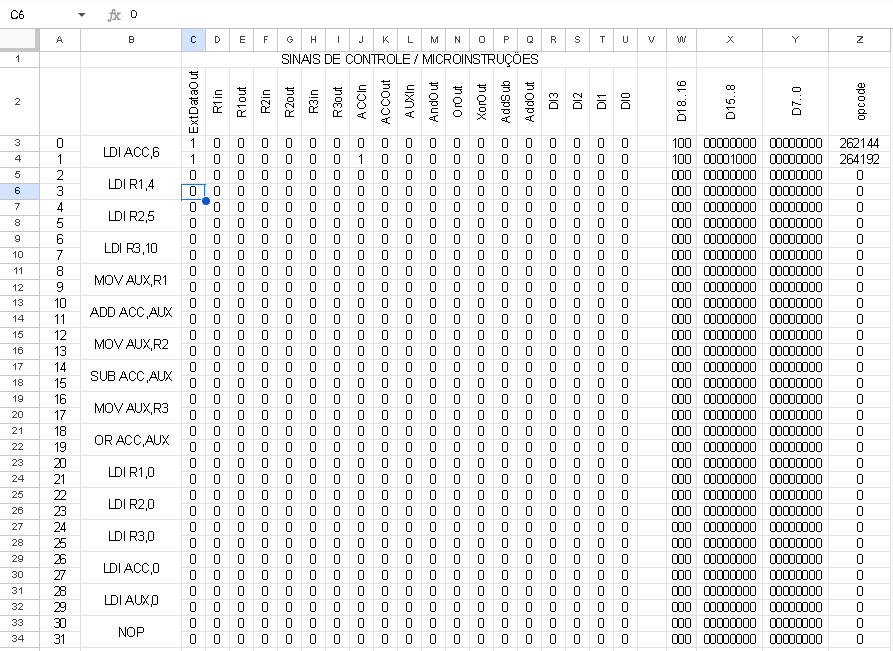 C6 fx 0
A B C D E F G H I J K L M N O P Q R S T U V W X Y Z
1 SINAIS DE CONTROLE / MICROINSTRUÇÕES
2 ExtDataOut R1in R1out R2in R2out R3in R3out ACCIn ACCOut AUXIn AndOut OrOut XorOut AddSub AddOut DI3 DI2 DI1 DI0 D18..16 D15..8 D7..0 opcode
3 0 LDI ACC,6 1 0 0 0 0 0 0 0 0 0 0 0 0 0 0 0 0 0 0 100 00000000 00000000 262144
4 1 1 0 0 0 0 0 0 1 0 0 0 0 0 0 0 0 0 0 0 100 00001000 00000000 264192
5 2 LDI R1,4 0 0 0 0 0 0 0 0 0 0 0 0 0 0 0 0 0 0 0 000 00000000 00000000 0
6 3 0 0 0 0 0 0 0 0 0 0 0 0 0 0 0 0 0 0 0 000 00000000 00000000 0
7 4 LDI R2,5 0 0 0 0 0 0 0 0 0 0 0 0 0 0 0 0 0 0 0 000 00000000 00000000 0
8 5 0 0 0 0 0 0 0 0 0 0 0 0 0 0 0 0 0 0 0 000 00000000 00000000 0
9 6 LDI R3,10 0 0 0 0 0 0 0 0 0 0 0 0 0 0 0 0 0 0 0 000 00000000 00000000 0
10 7 0 0 0 0 0 0 0 0 0 0 0 0 0 0 0 0 0 0 0 000 00000000 00000000 0
11 8 MOV AUX,R1 0 0 0 0 0 0 0 0 0 0 0 0 0 0 0 0 0 0 0 000 00000000 00000000 0
12 9 0 0 0 0 0 0 0 0 0 0 0 0 0 0 0 0 0 0 0 000 00000000 00000000 0
13 10 ADD ACC,AUX 0 0 0 0 0 0 0 0 0 0 0 0 0 0 0 0 0 0 0 000 00000000 00000000 0
14 11 0 0 0 0 0 0 0 0 0 0 0 0 0 0 0 0 0 0 0 000 00000000 00000000 0
15 12 MOV AUX,R2 0 0 0 0 0 0 0 0 0 0 0 0 0 0 0 0 0 0 0 000 00000000 00000000 0
16 13 0 0 0 0 0 0 0 0 0 0 0 0 0 0 0 0 0 0 0 000 00000000 00000000 0
17 14 SUB ACC,AUX 0 0 0 0 0 0 0 0 0 0 0 0 0 0 0 0 0 0 0 000 00000000 00000000 0
18 15 0 0 0 0 0 0 0 0 0 0 0 0 0 0 0 0 0 0 0 000 00000000 00000000 0
19 16 MOV AUX,R3 0 0 0 0 0 0 0 0 0 0 0 0 0 0 0 0 0 0 0 000 00000000 00000000 0
20 17 0 0 0 0 0 0 0 0 0 0 0 0 0 0 0 0 0 0 0 000 00000000 00000000 0
21 18 OR ACC,AUX 0 0 0 0 0 0 0 0 0 0 0 0 0 0 0 0 0 0 0 000 00000000 00000000 0
22 19 0 0 0 0 0 0 0 0 0 0 0 0 0 0 0 0 0 0 0 000 00000000 00000000 0
23 20 LDI R1,0 0 0 0 0 0 0 0 0 0 0 0 0 0 0 0 0 0 0 0 000 00000000 00000000 0
24 21 0 0 0 0 0 0 0 0 0 0 0 0 0 0 0 0 0 0 0 000 00000000 00000000 0
25 22 LDI R2,0 0 0 0 0 0 0 0 0 0 0 0 0 0 0 0 0 0 0 0 000 00000000 00000000 0
26 23 0 0 0 0 0 0 0 0 0 0 0 0 0 0 0 0 0 0 0 000 00000000 00000000 0
27 24 LDI R3,0 0 0 0 0 0 0 0 0 0 0 0 0 0 0 0 0 0 0 0 000 00000000 00000000 0
28 25 0 0 0 0 0 0 0 0 0 0 0 0 0 0 0 0 0 0 0 000 00000000 00000000 0
29 26 LDI ACC,0 0 0 0 0 0 0 0 0 0 0 0 0 0 0 0 0 0 0 0 000 00000000 00000000 0
30 27 0 0 0 0 0 0 0 0 0 0 0 0 0 0 0 0 0 0 0 000 00000000 00000000 0
31 28 LDI AUX,0 0 0 0 0 0 0 0 0 0 0 0 0 0 0 0 0 0 0 0 000 00000000 00000000 0
32 29 0 0 0 0 0 0 0 0 0 0 0 0 0 0 0 0 0 0 0 000 00000000 00000000 0
33 30 NOP 0 0 0 0 0 0 0 0 0 0 0 0 0 0 0 0 0 0 0 000 00000000 00000000 0
34 31 0 0 0 0 0 0 0 0 0 0 0 0 0 0 0 0 0 0 0 000 00000000 00000000 0